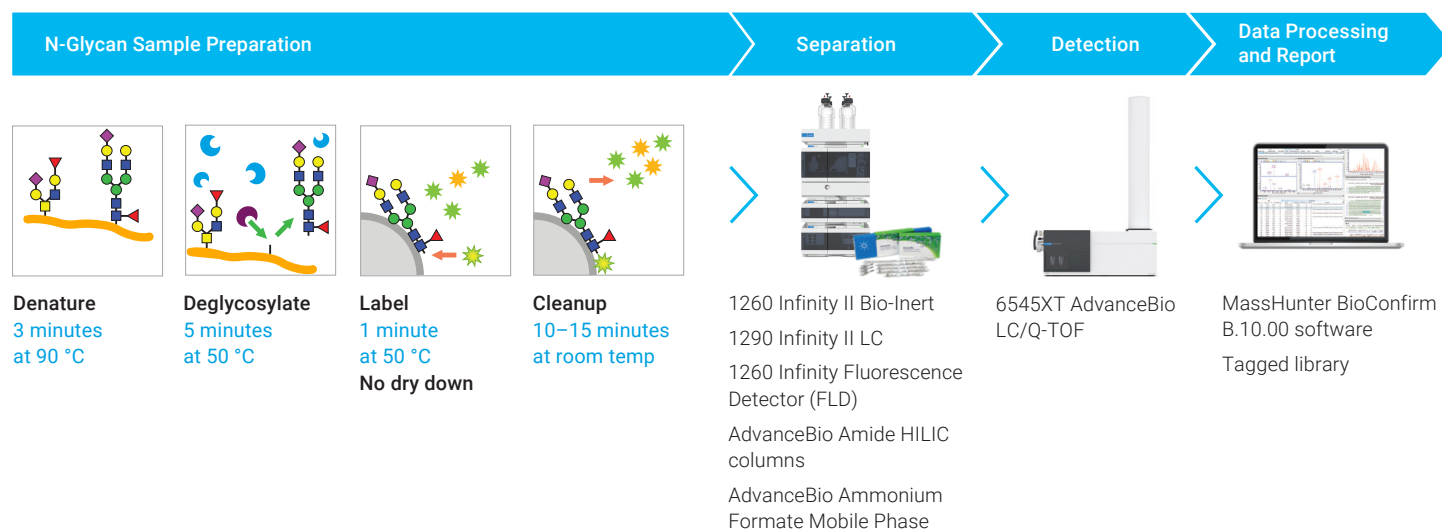 N-Glycan Sample Preparation
Separation
Detection
Data Processing
and Report
Denature
3 minutes
at 90 °C
Deglycosylate
5 minutes
at 50 °C
Label
1 minute
at 50 °C
No dry down
Cleanup
10–15 minutes
at room temp
1260 Infinity II Bio-Inert
1290 Infinity II LC
1260 Infinity Fluorescence
Detector (FLD)
AdvanceBio Amide HILIC
columns
AdvanceBio Ammonium
Formate Mobile Phase
6545XT AdvanceBio
LC/Q-TOF
MassHunter BioConfirm
B.10.00 software
Tagged library